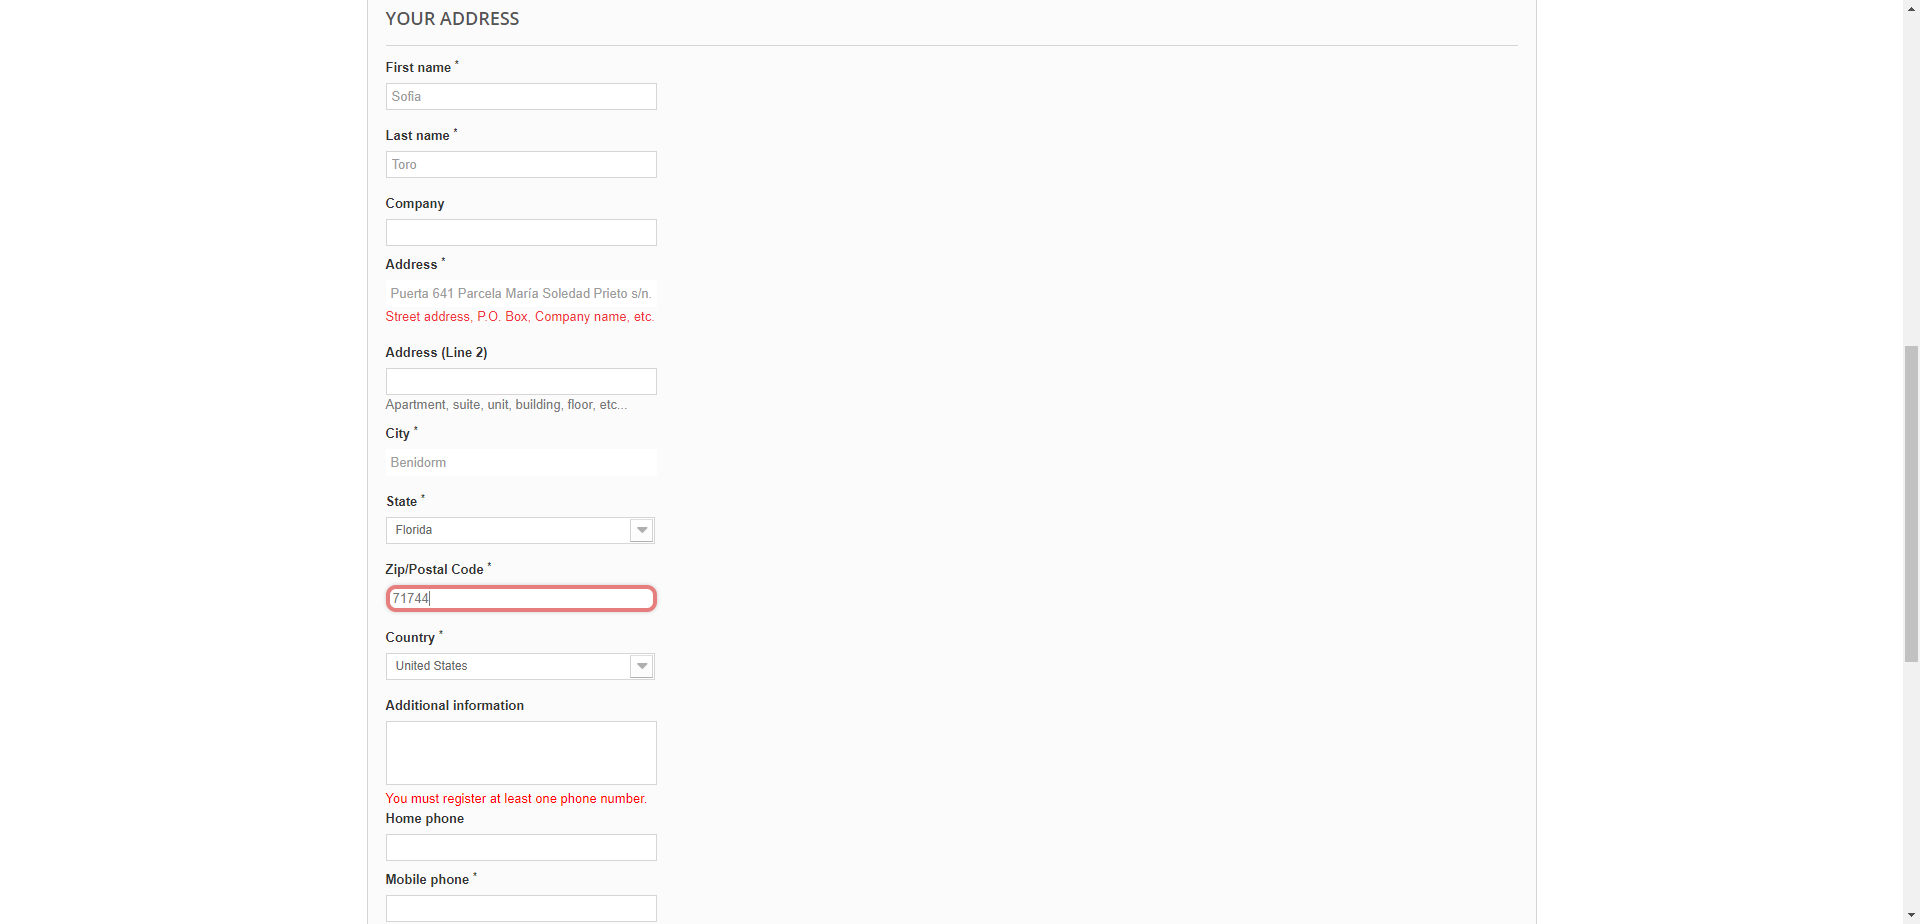 YOUR ADDRESS
First name *
Sofia
Last name *
Toro
Company
Address *
Puerta 641 Parcela María Soledad Prieto s/n.
Street address, P.O. Box, Company name, etc.
Address (Line 2)
Apartment, suite, unit, building, floor, etc...
City *
Benidorm
State *
Florida
Zip/Postal Code *
71744
Country *
United States
Additional information
You must register at least one phone number.
Home phone
Mobile phone *